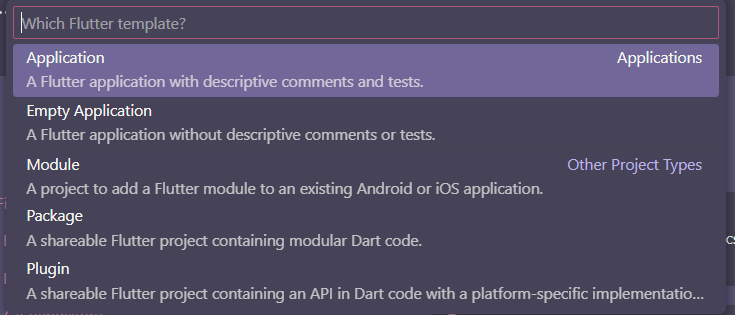 Which Flutter template?
Application Applications
A Flutter application with descriptive comments and tests.
Empty Application
A Flutter application without descriptive comments or tests.
Module Other Project Types
A project to add a Flutter module to an existing Android or iOS application.
Package
A shareable Flutter project containing modular Dart code.
Plugin
A shareable Flutter project containing an API in Dart code with a platform-specific implementatio...